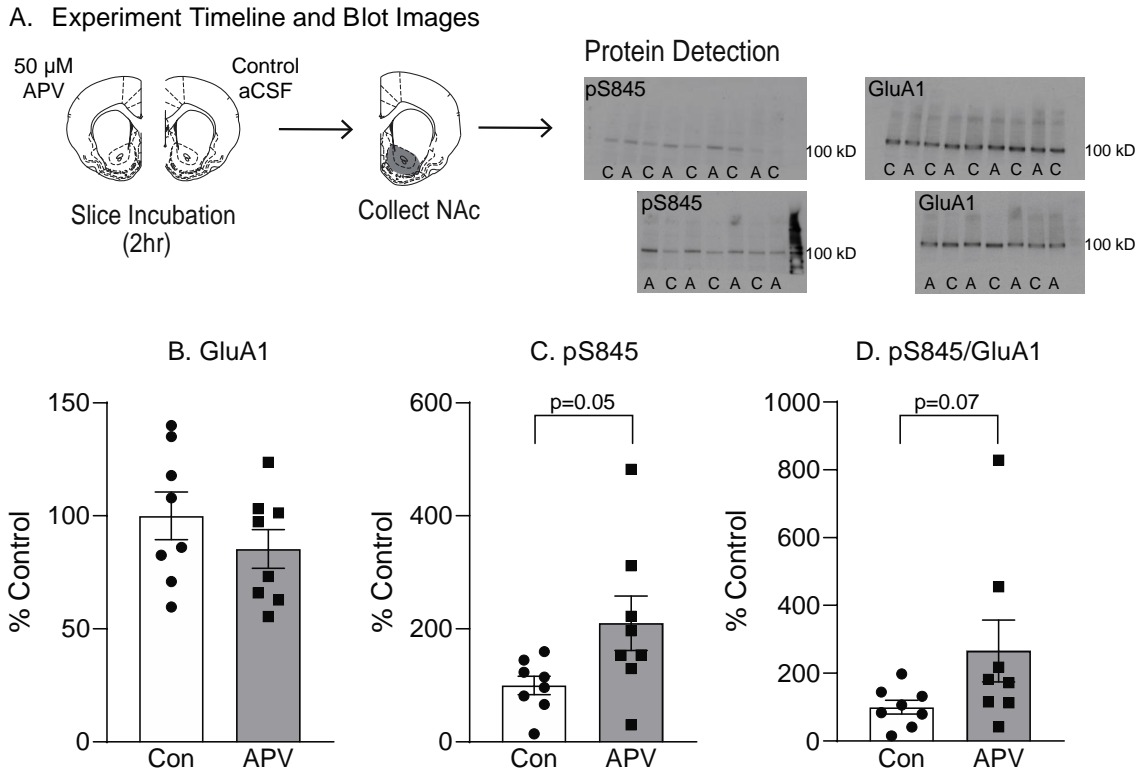 A. Experiment Timeline and Blot Images
50 µM
APV
Control
aCSF
Slice Incubation
(2hr)
Collect NAc
Protein Detection
pS845
100 kD
C A C A C A C A C
GluA1
100 kD
C A C A C A C A C
pS845
100 kD
A C A C A C A
GluA1
100 kD
A C A C A C A
B. GluA1
% Control
150
100
50
0
Con APV
C. pS845
p=0.05
% Control
600
400
200
0
Con APV
D. pS845/GluA1
p=0.07
% Control
1000
800
600
400
200
0
Con APV